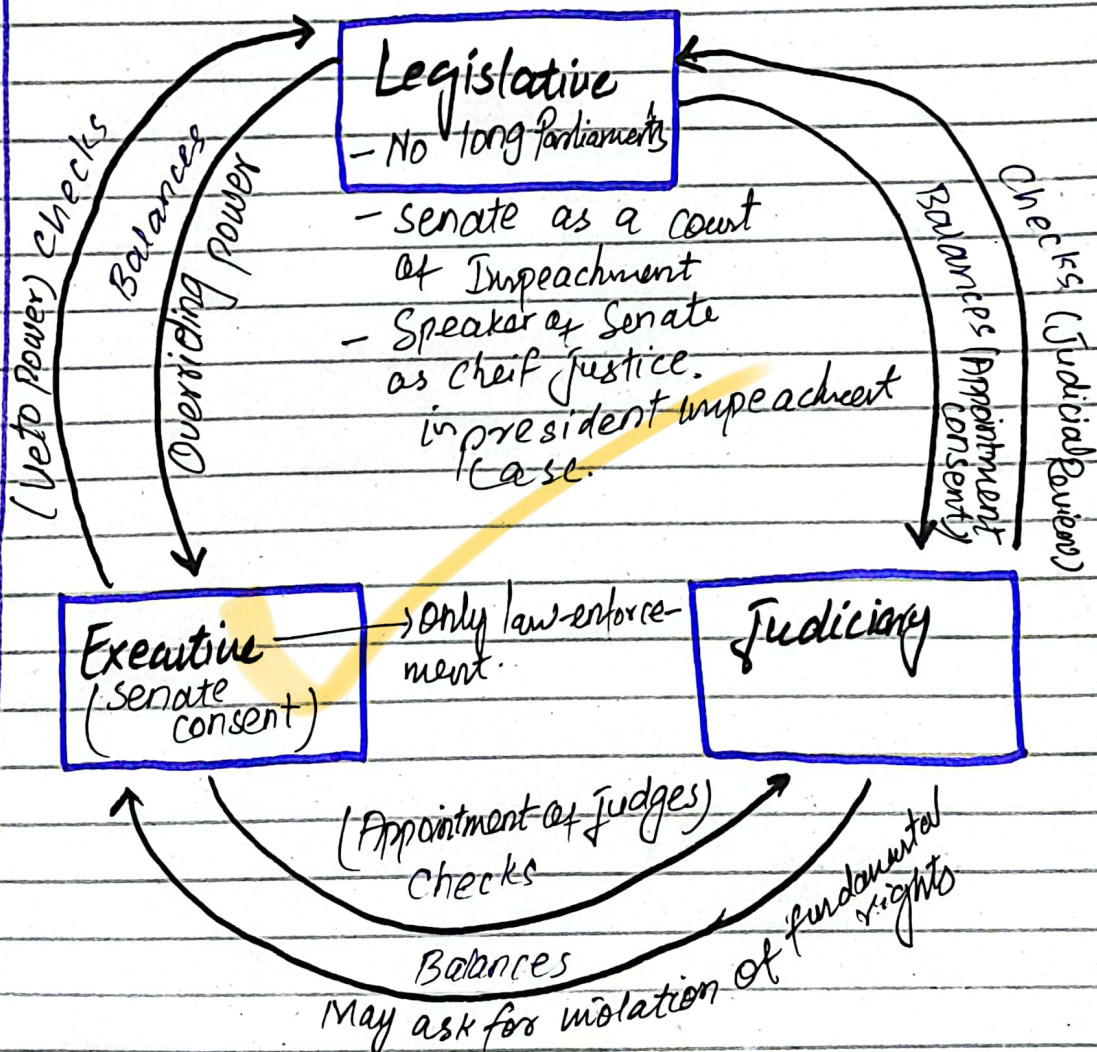 Legislative
- No long Parliaments
- Senate as a court
of Impeachment
- Speaker of Senate
as cheif Justice.
in president impeachment
case.
(Veto power) Checks
Balances
Overriding power
Checks (Judicial Review)
Balances (Appointment
consent)
Executive
(senate
consent)
only law-enforce-
ment.
Judiciary
(Appointment of Judges)
Checks
Balances
May ask for violation of fundamental
rights